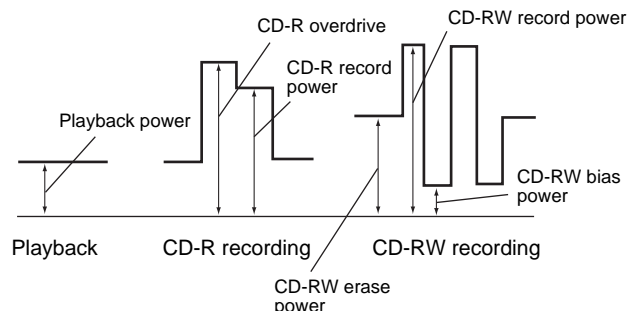 CD-RW record power
CD-R overdrive
CD-R record
power
Playback power
CD-RW bias
power
Playback
CD-R recording
CD-RW recording
CD-RW erase
power